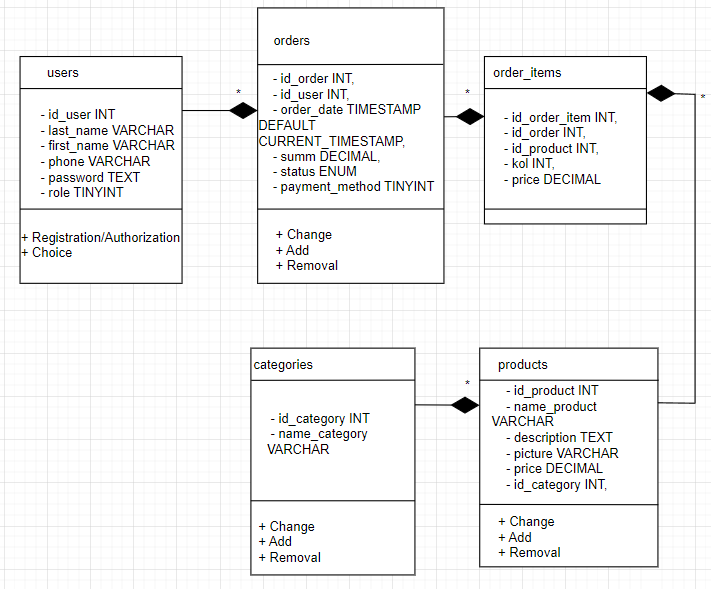 users
- id_user INT
- last_name VARCHAR
- first_name VARCHAR
- phone VARCHAR
- password TEXT
- role TINYINT
+ Registration/Authorization
+ Choice
*
orders
- id_order INT,
- id_user INT,
- order_date TIMESTAMP
DEFAULT
CURRENT_TIMESTAMP,
- summ DECIMAL,
- status ENUM
- payment_method TINYINT
+ Change
+ Add
+ Removal
*
order_items
- id_order_item INT,
- id_order INT,
- id_product INT,
- kol INT,
- price DECIMAL
*
categories
- id_category INT
- name_category
VARCHAR
+ Change
+ Add
+ Removal
*
products
- id_product INT
- name_product
VARCHAR
- description TEXT
- picture VARCHAR
- price DECIMAL
- id_category INT,
+ Change
+ Add
+ Removal